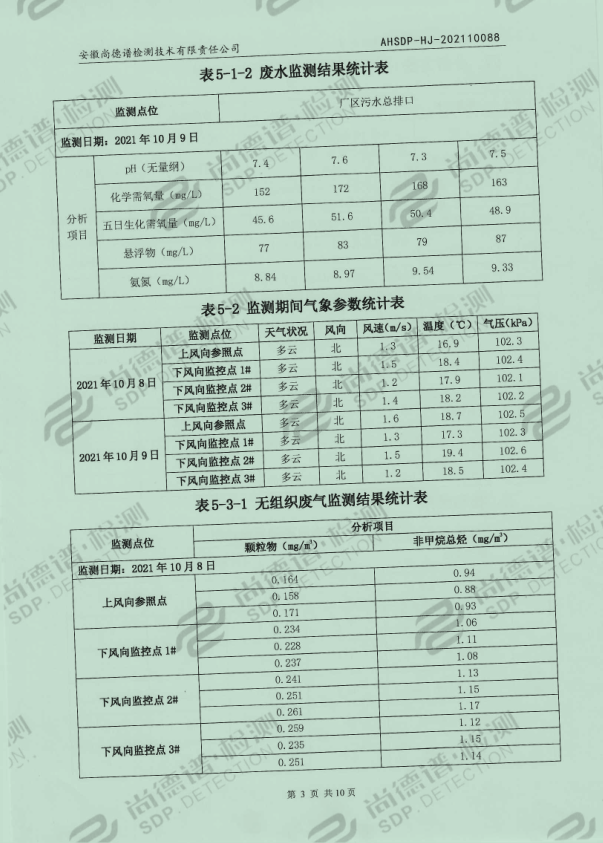 安徽尚德谱检测技术有限责任公司 AHSDP-HJ-202110088
表5-1-2 废水监测结果统计表
监测点位 厂区污水总排口
监测日期：2021年10月9日
分析项目 pH（无量纲） 7.4 7.6 7.3 7.5
化学需氧量（mg/L） 152 172 168 163
五日生化需氧量（mg/L） 45.6 51.6 50.4 48.9
悬浮物（mg/L） 77 83 79 87
氨氮（mg/L） 8.84 8.97 9.54 9.33
表5-2 监测期间气象参数统计表
监测日期 监测点位 天气状况 风向 风速(m/s) 温度（℃） 气压(kPa)
2021年10月8日 上风向参照点 多云 北 1.3 16.9 102.3
下风向监控点1# 多云 北 1.5 18.4 102.4
下风向监控点2# 多云 北 1.2 17.9 102.1
下风向监控点3# 多云 北 1.4 18.2 102.2
2021年10月9日 上风向参照点 多云 北 1.6 18.7 102.5
下风向监控点1# 多云 北 1.3 17.3 102.3
下风向监控点2# 多云 北 1.5 19.4 102.6
下风向监控点3# 多云 北 1.2 18.5 102.4
表5-3-1 无组织废气监测结果统计表
监测点位 分析项目
颗粒物（mg/m³） 非甲烷总烃（mg/m³）
监测日期：2021年10月8日
上风向参照点 0.164 0.94
0.158 0.88
0.171 0.93
下风向监控点1# 0.234 1.06
0.228 1.11
0.237 1.08
下风向监控点2# 0.241 1.13
0.251 1.15
0.261 1.17
下风向监控点3# 0.259 1.12
0.235 1.15
0.251 1.14
第 3 页 共10页
尚德谱·检测
SDP.DETECTION